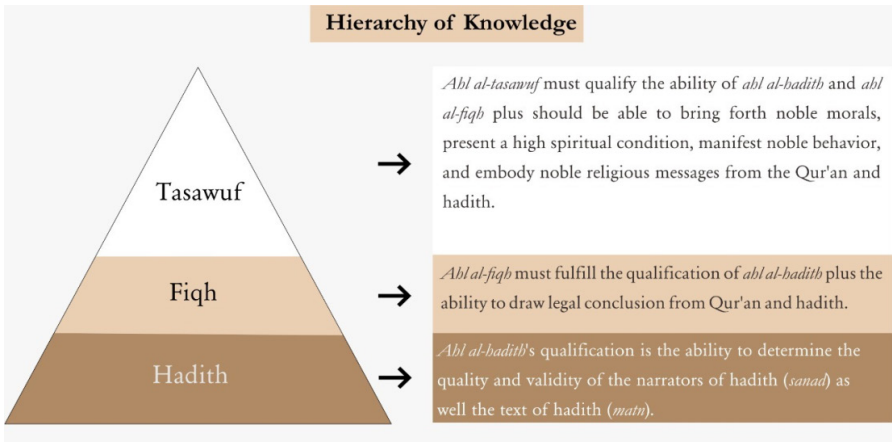 Hierarchy of Knowledge
Tasawuf
Ahl al-tasawuf must qualify the ability of ahl al-hadith and ahl
al-fiqh plus should be able to bring forth noble morals,
present a high spiritual condition, manifest noble behavior,
and embody noble religious messages from the Qur'an and
hadith.
Fiqh
Ahl al-fiqh must fulfill the qualification of ahl al-hadith plus the
ability to draw legal conclusion from Qur'an and hadith.
Hadith
Ahl al-hadith's qualification is the ability to determine the
quality and validity of the narrators of hadith (sanad) as
well the text of hadith (matn).